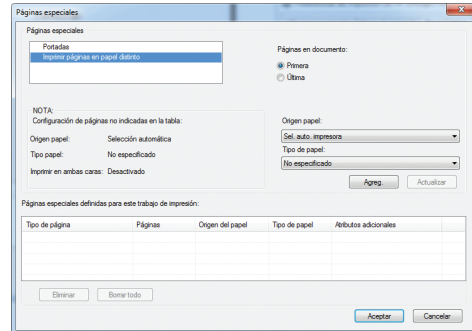 Páginas especiales
Páginas especiales
Portadas
Imprimir páginas en papel distinto
Páginas en documento:
Primera
Última
NOTA:
Configuración de páginas no indicadas en la tabla:
Origen papel: Selección automática
Tipo papel: No especificado
Imprimir en ambas caras: Desactivado
Origen papel:
Sel. auto. impresora
Tipo de papel:
No especificado
Agreg. Actualizar
Páginas especiales definidas para este trabajo de impresión:
Tipo de página Páginas Origen del papel Tipo de papel Atributos adicionales
Eliminar Borrar todo
Aceptar Cancelar